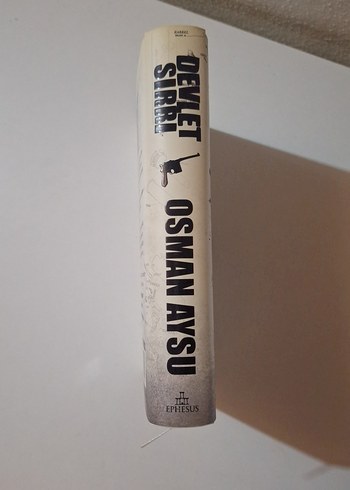 DEVLET
SIRRI
OSMAN AYSU
EPHESUS